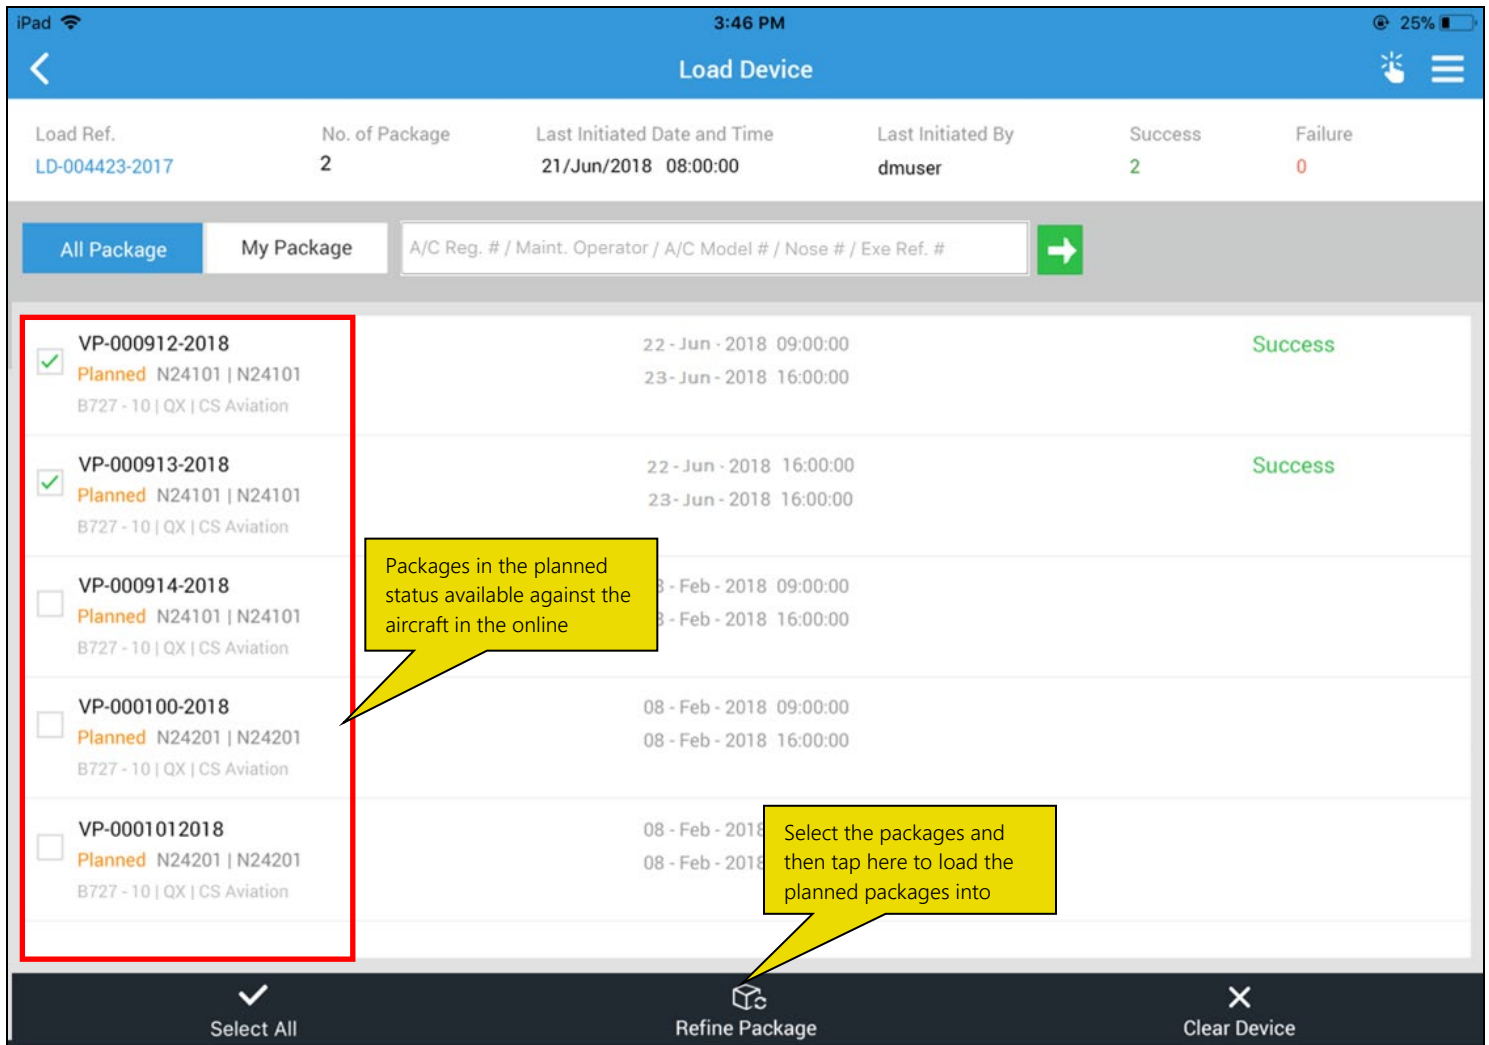 iPad 3:46 PM 25%
Load Device
Load Ref. No. of Package Last Initiated Date and Time Last Initiated By Success Failure
LD-004423-2017 2 21/Jun/2018 08:00:00 dmuser 2 0
All Package My Package A/C Reg. # / Maint. Operator / A/C Model # / Nose # / Exe Ref. #
VP-000912-2018 22 - Jun - 2018 09:00:00 Success
Planned N24101 | N24101 23- Jun - 2018 16:00:00
B727 - 10 | QX | CS Aviation
VP-000913-2018 22 - Jun - 2018 16:00:00 Success
Planned N24101 | N24101 23- Jun - 2018 16:00:00
B727 - 10 | QX | CS Aviation
Packages in the planned
status available against the
aircraft in the online
VP-000914-2018 - Feb - 2018 09:00:00
Planned N24101 | N24101 - Feb - 2018 16:00:00
B727 - 10 | QX | CS Aviation
VP-000100-2018 08 - Feb - 2018 09:00:00
Planned N24201 | N24201 08 - Feb - 2018 16:00:00
B727 - 10 | QX | CS Aviation
VP-0001012018 08 - Feb - 2018
Planned N24201 | N24201 08 - Feb - 2018
B727 - 10 | QX | CS Aviation
Select the packages and
then tap here to load the
planned packages into
Select All Refine Package Clear Device